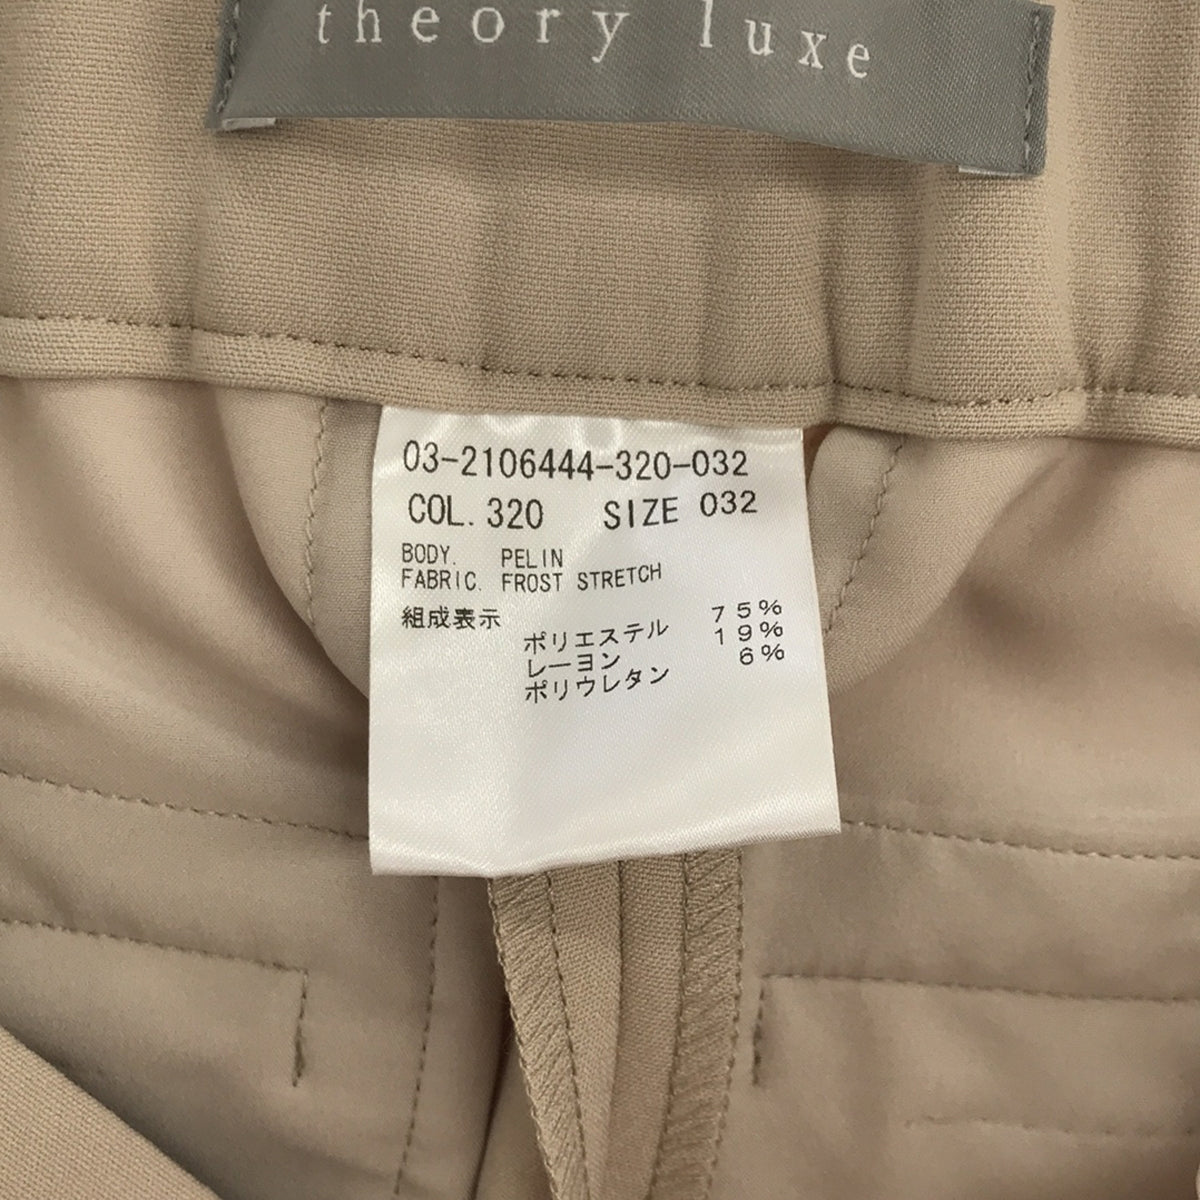 theory luxe
03-2106444-320-032
COL. 320 SIZE 032
BODY. PELIN
FABRIC. FROST STRETCH
組成表示
ポリエステル 75%
レーヨン 19%
ポリウレタン 6%